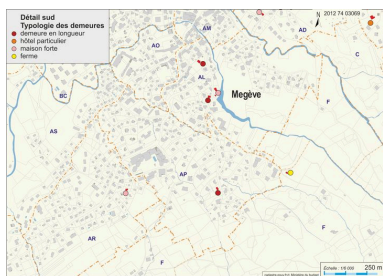 Détail sud
Typologie des demeures
demeure en longueur
hôtel particulier
maison forte
ferme
2012 74 03069
N
AM
AD
AO
C
AL
Megève
BC
F
AS
AP
AR
F
F
Echelle : 1/8 000
250 m